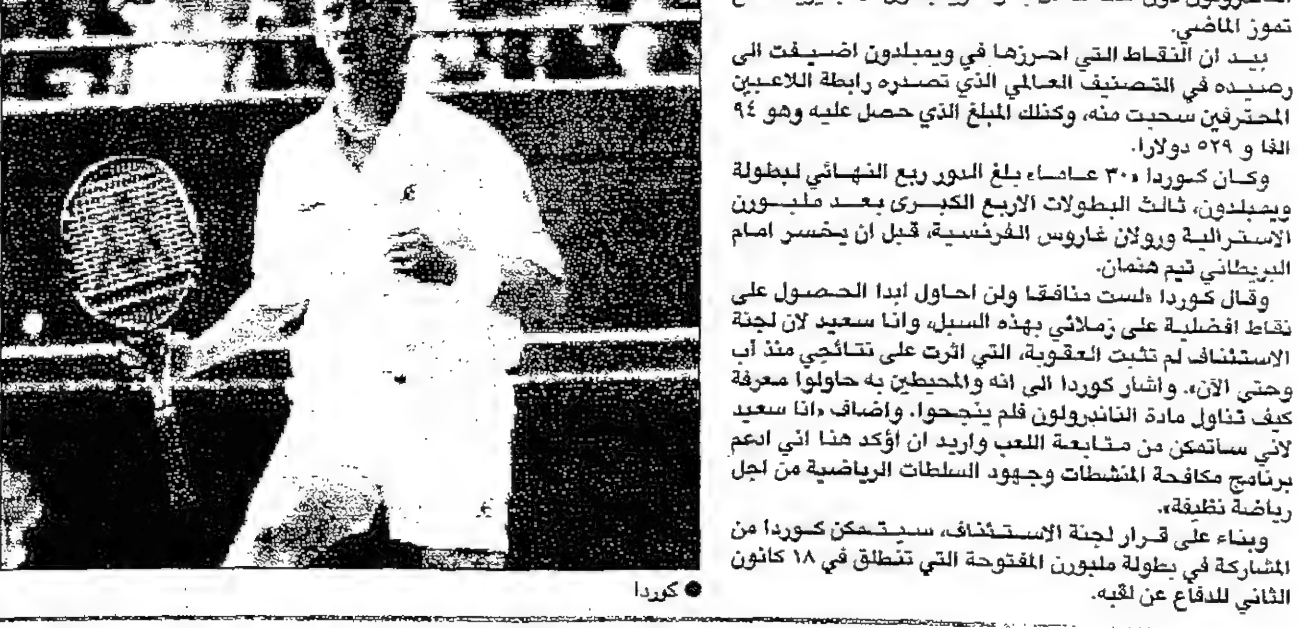 تموز الماضي.
بيد ان النقاط التي احرزها في ويمبلدون اضيفت الى
رصيده في التصنيف العالمي الذي تصدره رابطة اللاعبين
المحترفين سحبت منه، وكذلك المبلغ الذي حصل عليه وهو ٩٤
الفا و ٥٢٩ دولارا.
وكان كوردا «٣٠ عاما» بلغ الدور ربع النهائي لبطولة
ويمبلدون، ثالث البطولات الاربع الكبرى بعد ملبورن
الاسترالية ورولان غاروس الفرنسية، قبل ان يخسر امام
البريطاني تيم هنمان.
وقال كوردا «لست منافقا ولن احاول ابدا الحصول على
نقاط افضلية على زملائي بهذه السبل، وانا سعيد لان لجنة
الاستئناف لم تثبت العقوبة، التي اثرت على نتائجي منذ آب
وحتى الآن». واشار كوردا الى انه والمحيطين به حاولوا معرفة
كيف تناول مادة الناندرولون فلم ينجحوا. واضاف «انا سعيد
لاني سأتمكن من متابعة اللعب واريد ان اؤكد هنا اني ادعم
برنامج مكافحة المنشطات وجهود السلطات الرياضية من اجل
رياضة نظيفة».
وبناء على قرار لجنة الاستئناف، سيتمكن كوردا من
المشاركة في بطولة ملبورن المفتوحة التي تنطلق في ١٨ كانون
الثاني للدفاع عن لقبه.
● كوردا